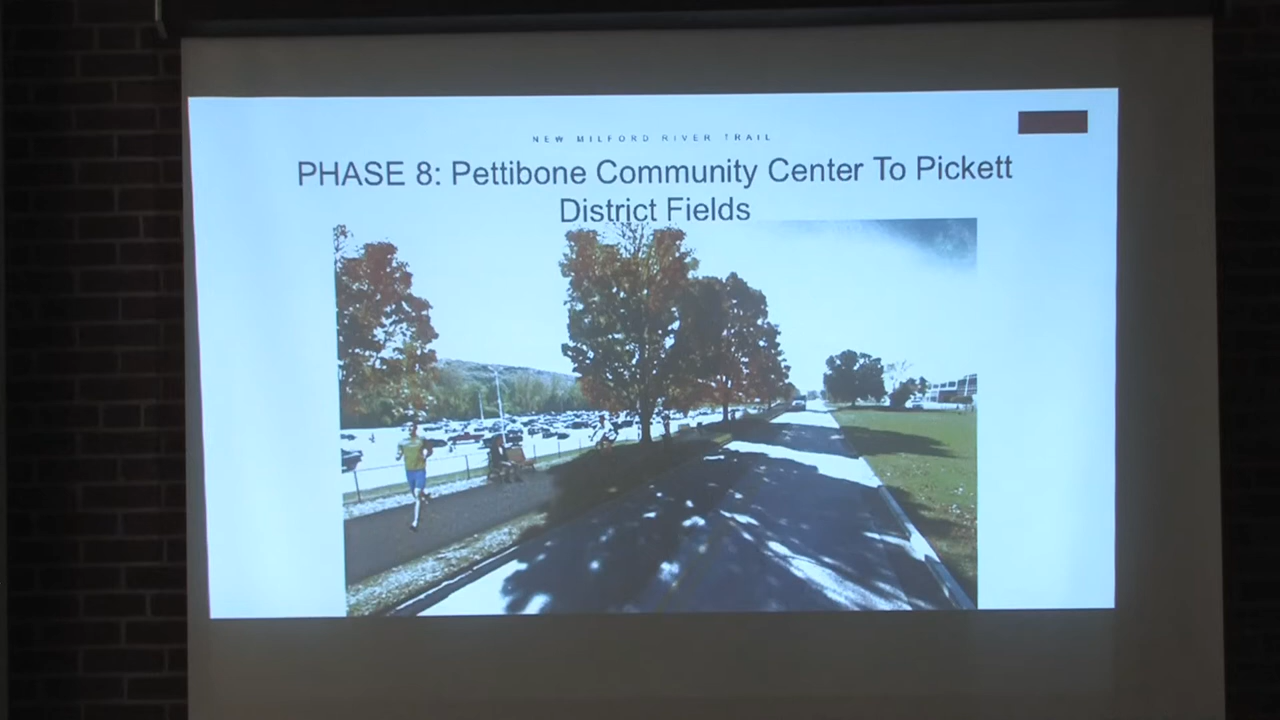 NEW MILFORD RIVER TRAIL
PHASE 8: Pettibone Community Center To Pickett
District Fields